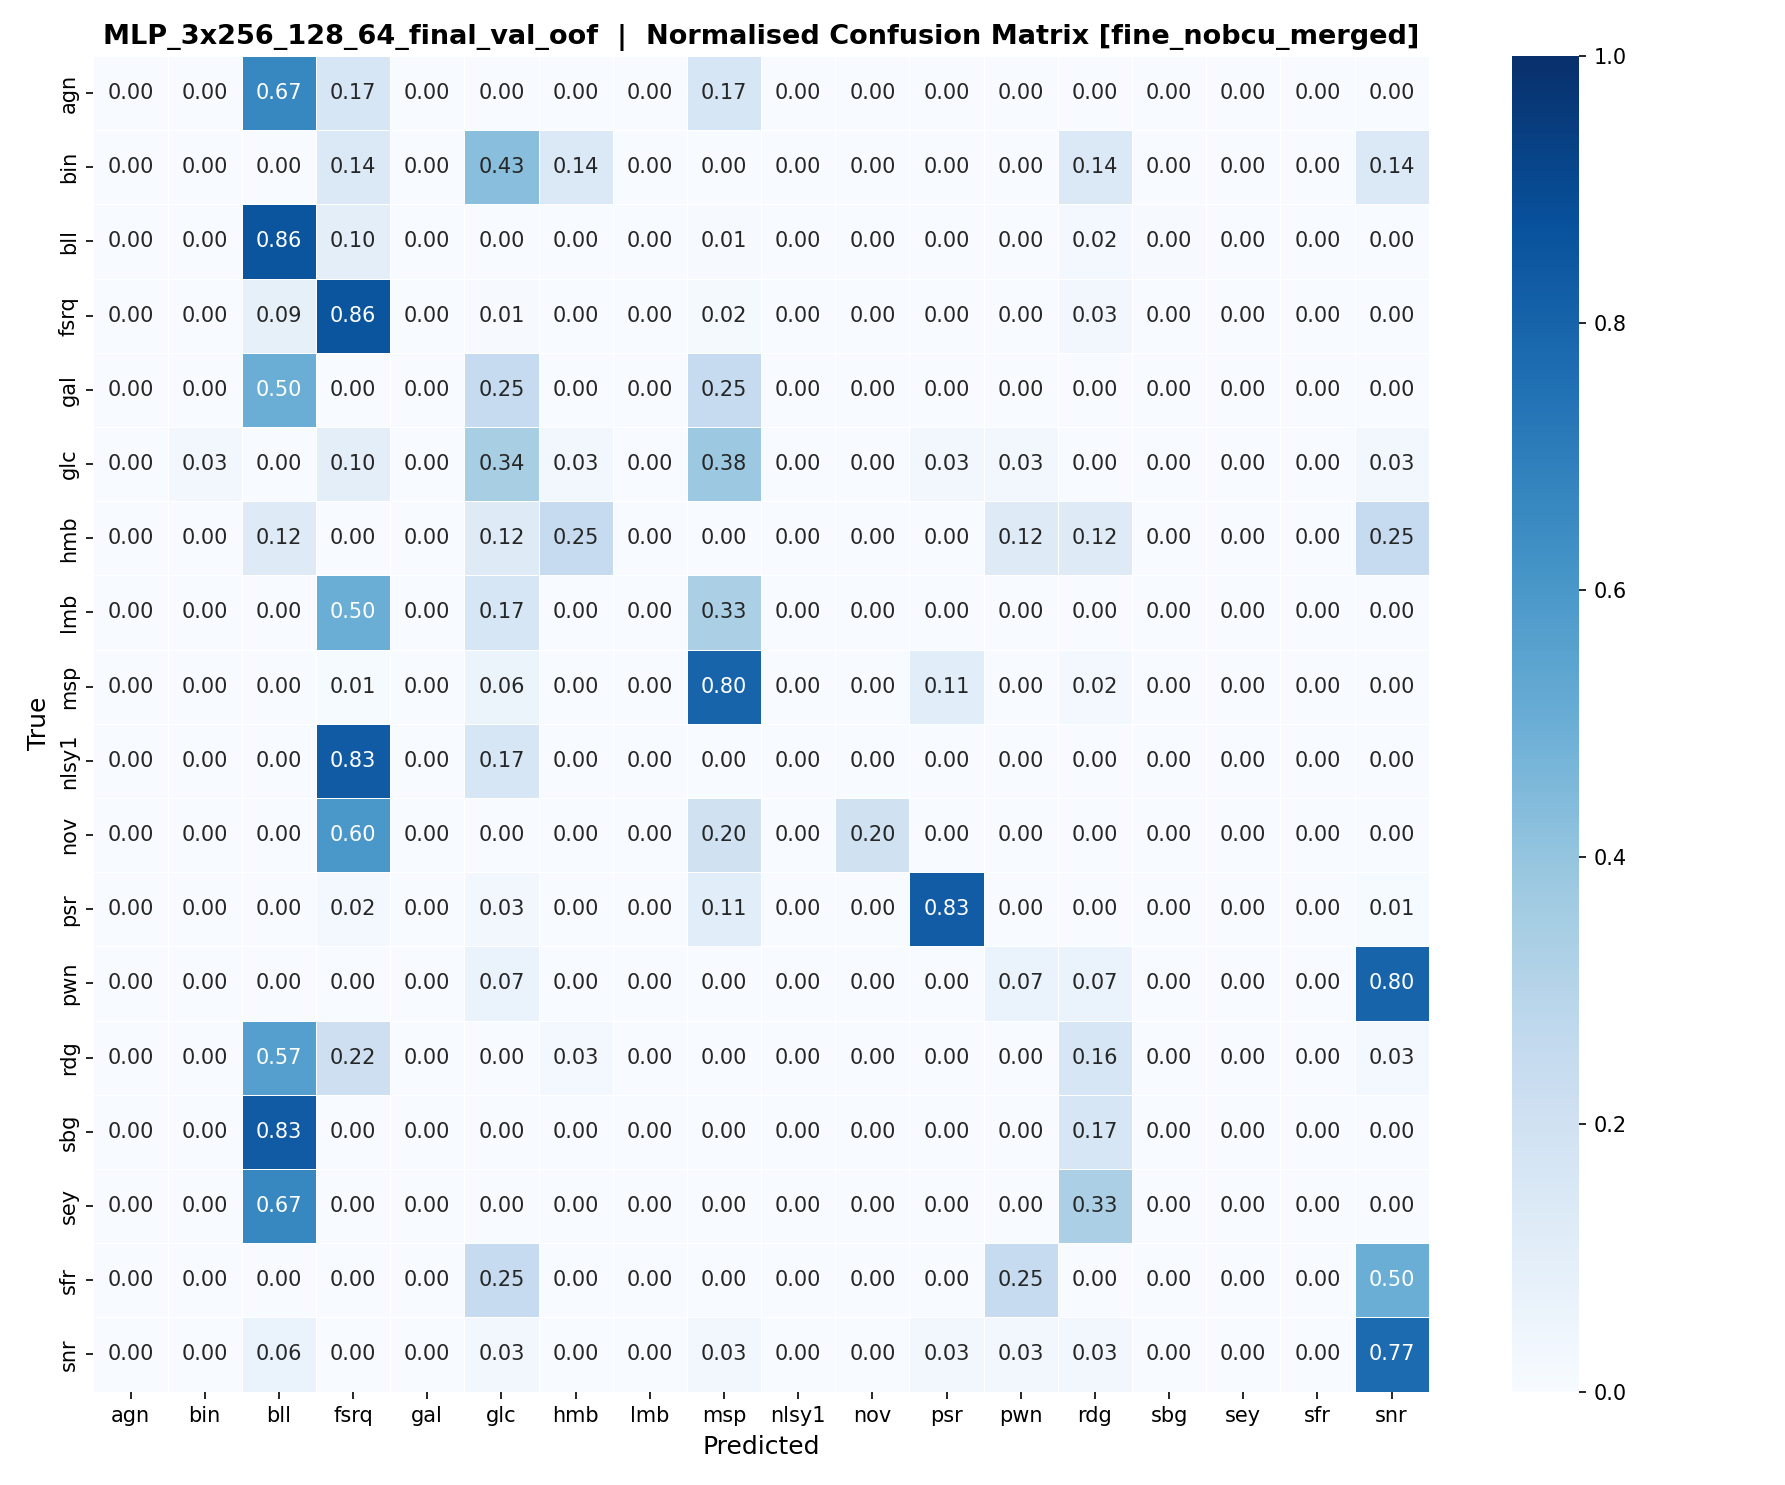 MLP_3x256_128_64_final_val_oof | Normalised Confusion Matrix [fine_nobcu_merged]
agn 0.00 0.00 0.67 0.17 0.00 0.00 0.00 0.00 0.17 0.00 0.00 0.00 0.00 0.00 0.00 0.00 0.00 0.00
bin 0.00 0.00 0.00 0.14 0.00 0.43 0.14 0.00 0.00 0.00 0.00 0.00 0.00 0.14 0.00 0.00 0.00 0.14
bll 0.00 0.00 0.86 0.10 0.00 0.00 0.00 0.00 0.01 0.00 0.00 0.00 0.00 0.02 0.00 0.00 0.00 0.00
fsrq 0.00 0.00 0.09 0.86 0.00 0.01 0.00 0.00 0.02 0.00 0.00 0.00 0.00 0.03 0.00 0.00 0.00 0.00
gal 0.00 0.00 0.50 0.00 0.00 0.25 0.00 0.00 0.25 0.00 0.00 0.00 0.00 0.00 0.00 0.00 0.00 0.00
glc 0.00 0.03 0.00 0.10 0.00 0.34 0.03 0.00 0.38 0.00 0.00 0.03 0.03 0.00 0.00 0.00 0.00 0.03
hmb 0.00 0.00 0.12 0.00 0.00 0.12 0.25 0.00 0.00 0.00 0.00 0.00 0.12 0.12 0.00 0.00 0.00 0.25
lmb 0.00 0.00 0.00 0.50 0.00 0.17 0.00 0.00 0.33 0.00 0.00 0.00 0.00 0.00 0.00 0.00 0.00 0.00
msp 0.00 0.00 0.00 0.01 0.00 0.06 0.00 0.00 0.80 0.00 0.00 0.11 0.00 0.02 0.00 0.00 0.00 0.00
nlsy1 0.00 0.00 0.00 0.83 0.00 0.17 0.00 0.00 0.00 0.00 0.00 0.00 0.00 0.00 0.00 0.00 0.00 0.00
nov 0.00 0.00 0.00 0.60 0.00 0.00 0.00 0.00 0.20 0.00 0.20 0.00 0.00 0.00 0.00 0.00 0.00 0.00
psr 0.00 0.00 0.00 0.02 0.00 0.03 0.00 0.00 0.11 0.00 0.00 0.83 0.00 0.00 0.00 0.00 0.00 0.01
pwn 0.00 0.00 0.00 0.00 0.00 0.07 0.00 0.00 0.00 0.00 0.00 0.00 0.07 0.07 0.00 0.00 0.00 0.80
rdg 0.00 0.00 0.57 0.22 0.00 0.00 0.03 0.00 0.00 0.00 0.00 0.00 0.00 0.16 0.00 0.00 0.00 0.03
sbg 0.00 0.00 0.83 0.00 0.00 0.00 0.00 0.00 0.00 0.00 0.00 0.00 0.00 0.17 0.00 0.00 0.00 0.00
sey 0.00 0.00 0.67 0.00 0.00 0.00 0.00 0.00 0.00 0.00 0.00 0.00 0.00 0.33 0.00 0.00 0.00 0.00
sfr 0.00 0.00 0.00 0.00 0.00 0.25 0.00 0.00 0.00 0.00 0.00 0.00 0.25 0.00 0.00 0.00 0.00 0.50
snr 0.00 0.00 0.06 0.00 0.00 0.03 0.00 0.00 0.03 0.00 0.00 0.03 0.03 0.03 0.00 0.00 0.00 0.77
agn bin bll fsrq gal glc hmb lmb msp nlsy1 nov psr pwn rdg sbg sey sfr snr
Predicted
True
1.0
0.8
0.6
0.4
0.2
0.0